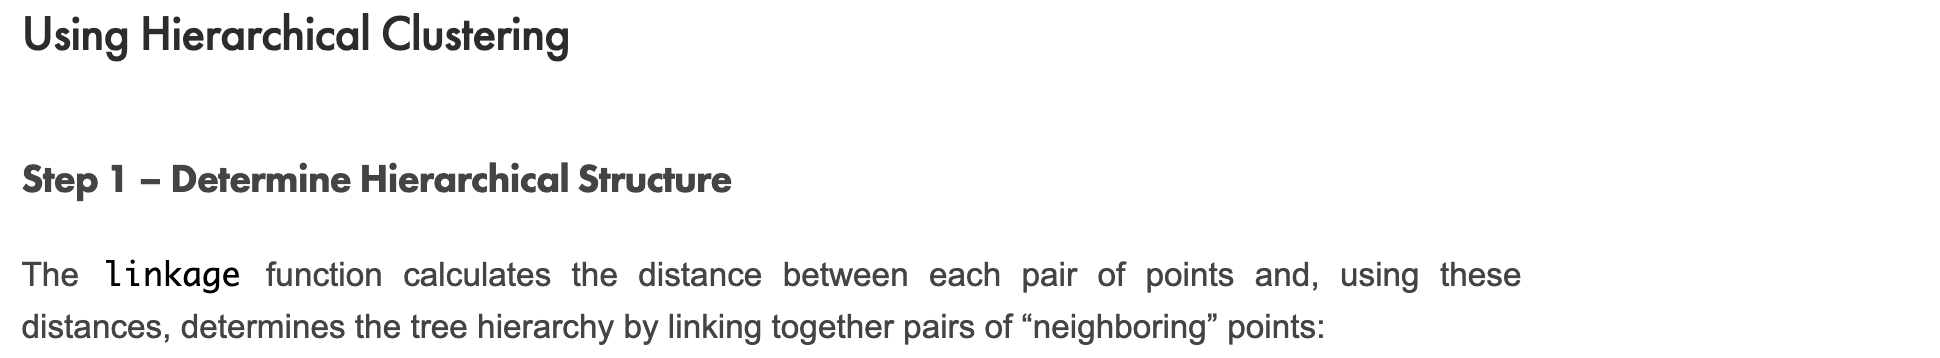 Using Hierarchical Clustering
Step 1 – Determine Hierarchical Structure
The linkage function calculates the distance between each pair of points and, using these
distances, determines the tree hierarchy by linking together pairs of “neighboring” points: